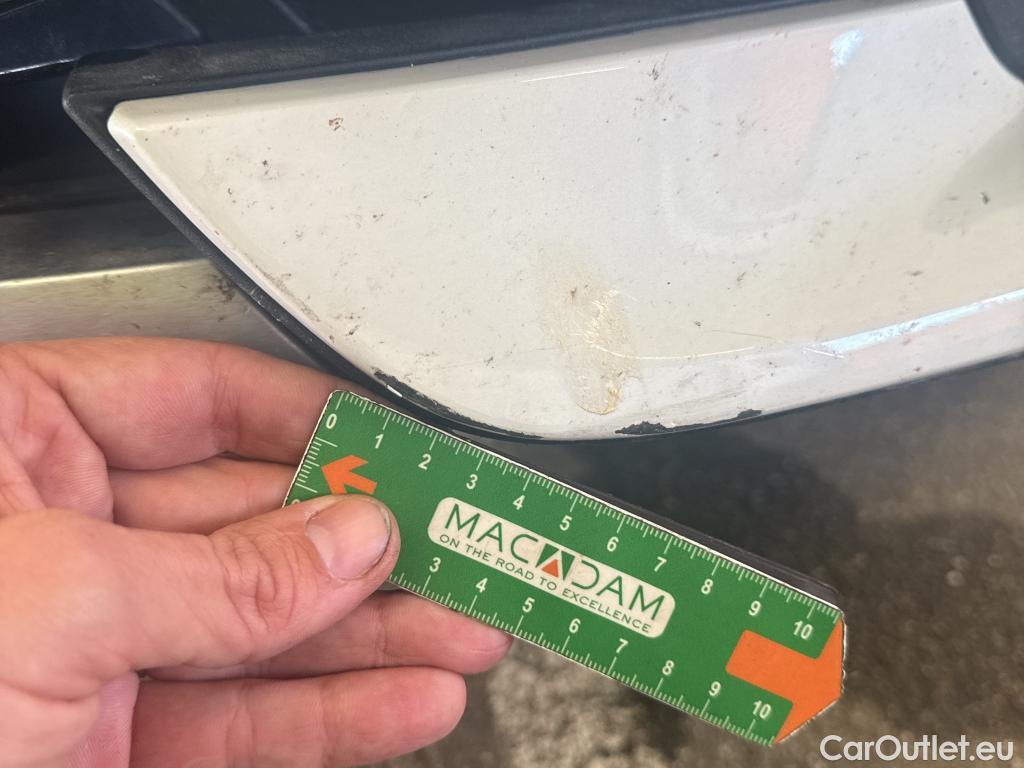 0 1 2 3 4 5 6 7 8 9 10
MACADAM
ON THE ROAD TO EXCELLENCE
3 4 5 6 7 8 9 10
CarOutlet.eu